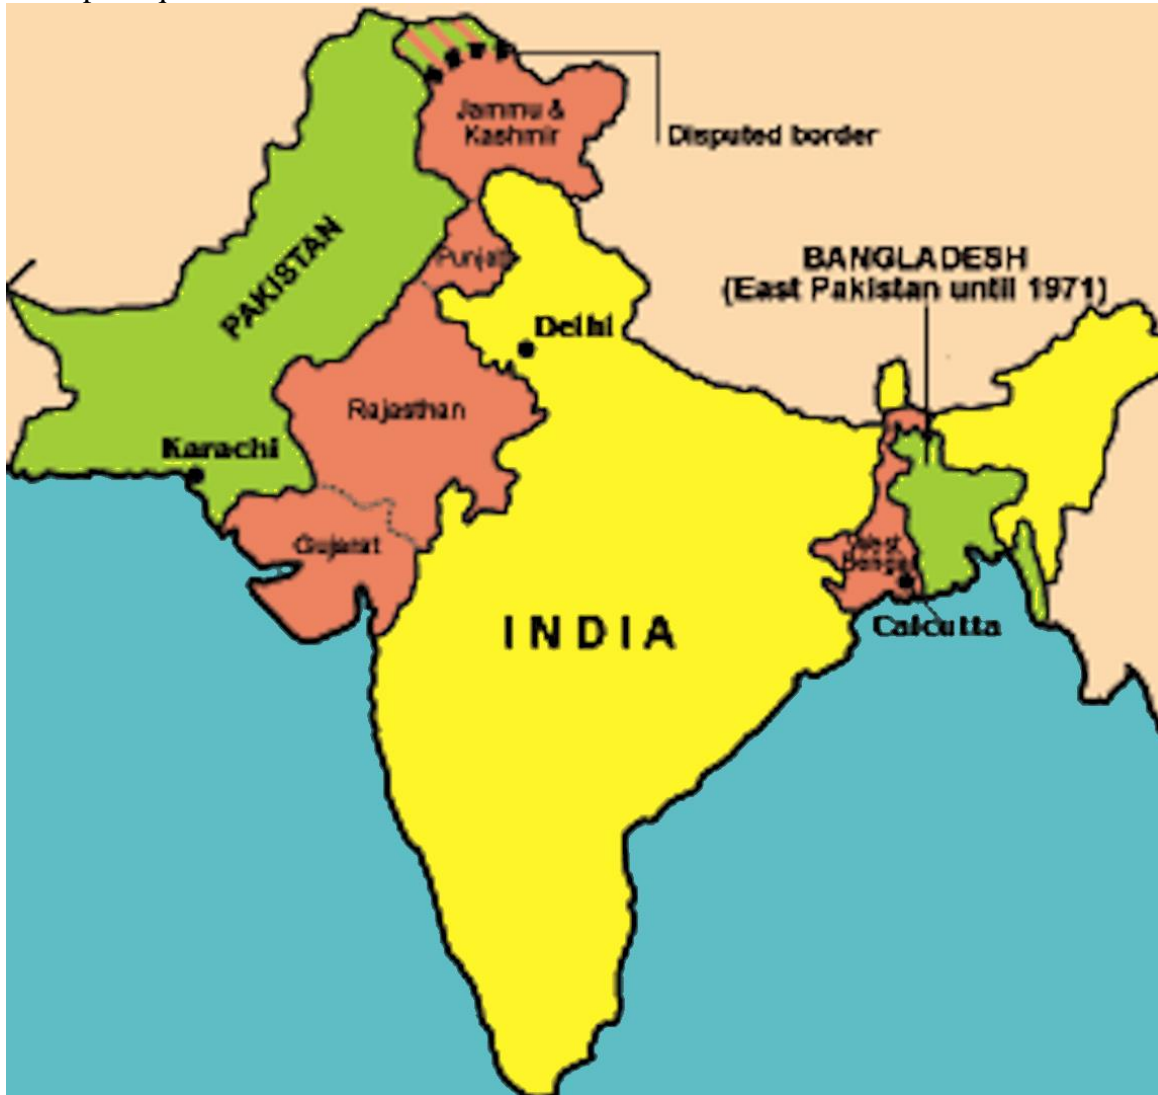 Jammu &
Kashmir
Disputed border
PAKISTAN
Punjab
BANGLADESH
(East Pakistan until 1971)
Delhi
Rajasthan
Karachi
Gujarat
West
Bengal
INDIA
Calcutta